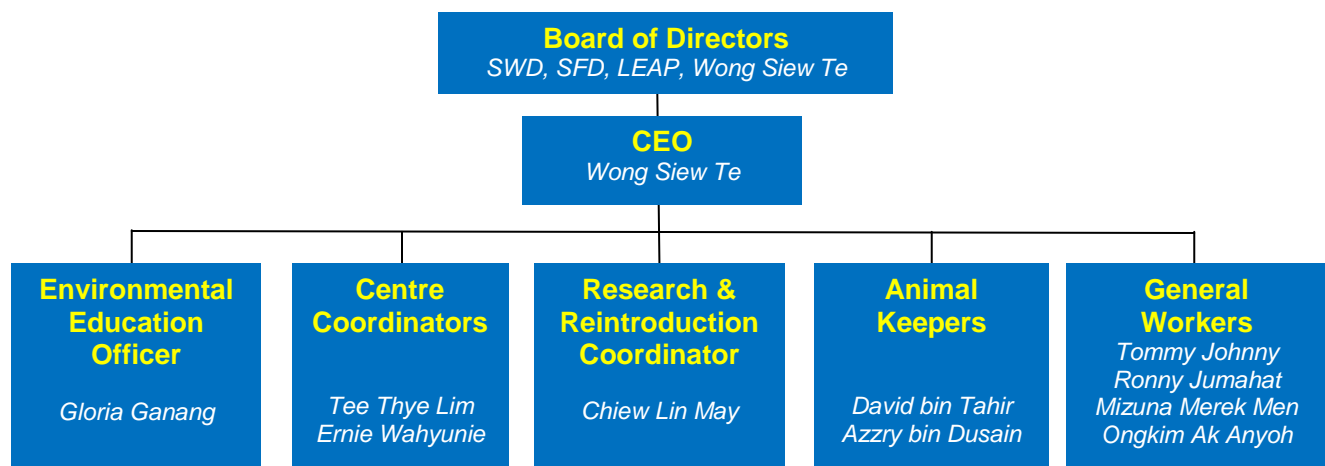 Board of Directors
SWD, SFD, LEAP, Wong Siew Te
CEO
Wong Siew Te
Environmental
Education
Officer
Gloria Ganang
Centre
Coordinators
Tee Thye Lim
Ernie Wahyunie
Research &
Reintroduction
Coordinator
Chiew Lin May
Animal
Keepers
David bin Tahir
Azzry bin Dusain
General
Workers
Tommy Johnny
Ronny Jumahat
Mizuna Merek Men
Ongkim Ak Anyoh